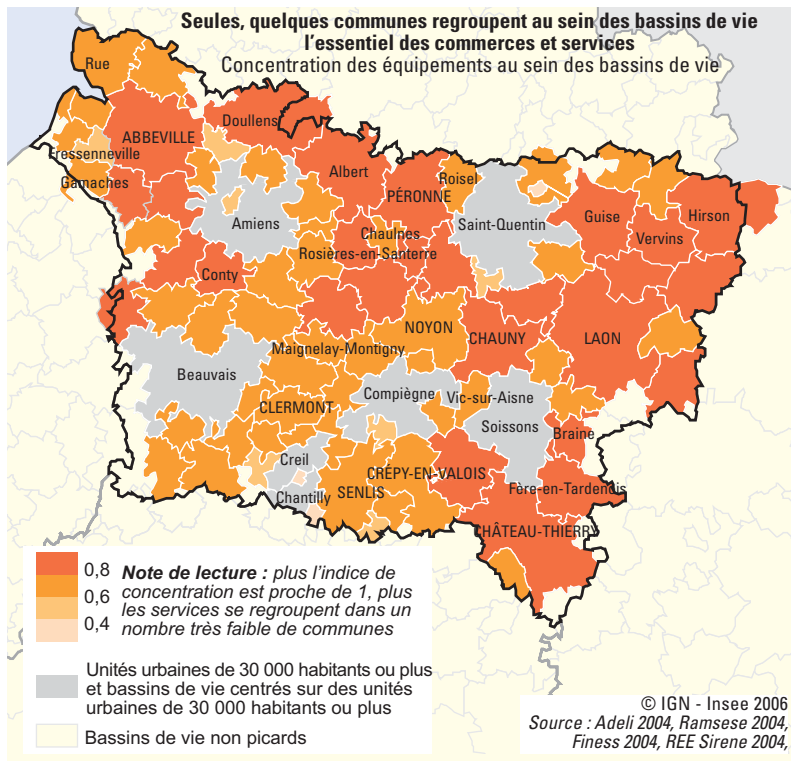 Seules, quelques communes regroupent au sein des bassins de vie
l'essentiel des commerces et services
Concentration des équipements au sein des bassins de vie
Rue
Doullens
ABBEVILLE
Fressenneville
Gamaches
Albert
Roisel
PÉRONNE
Amiens
Saint-Quentin
Guise
Hirson
Vervins
Chaulnes
Rosières-en-Santerre
Conty
NOYON
CHAUNY
LAON
Maignelay-Montigny
Beauvais
Compiègne
Vic-sur-Aisne
CLERMONT
Soissons
Braine
Creil
CRÉPY-EN-VALOIS
Chantilly
SENLIS
Fère-en-Tardenois
CHÂTEAU-THIERRY
0,8
0,6
0,4
Note de lecture : plus l'indice de
concentration est proche de 1, plus
les services se regroupent dans un
nombre très faible de communes
Unités urbaines de 30 000 habitants ou plus
et bassins de vie centrés sur des unités
urbaines de 30 000 habitants ou plus
Bassins de vie non picards
© IGN - Insee 2006
Source : Adeli 2004, Ramsese 2004,
Finess 2004, REE Sirene 2004,